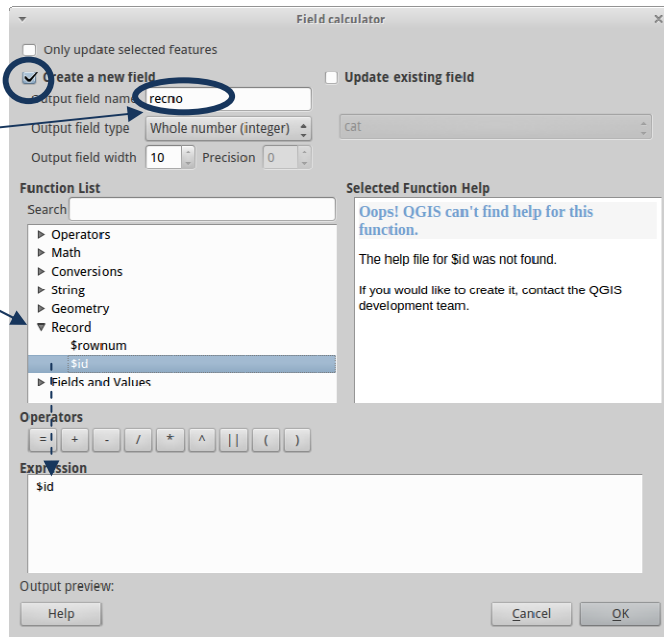 Field calculator
Only update selected features
Create a new field
Update existing field
Output field name recno
Output field type Whole number (integer)
cat
Output field width 10 Precision 0
Function List
Selected Function Help
Search
Operators
Math
Conversions
String
Geometry
Record
$rownum
$id
Fields and Values
Oops! QGIS can't find help for this
function.
The help file for $id was not found.
If you would like to create it, contact the QGIS
development team.
Operators
= + - / * ^ || ( )
Expression
$id
Output preview:
Help Cancel OK